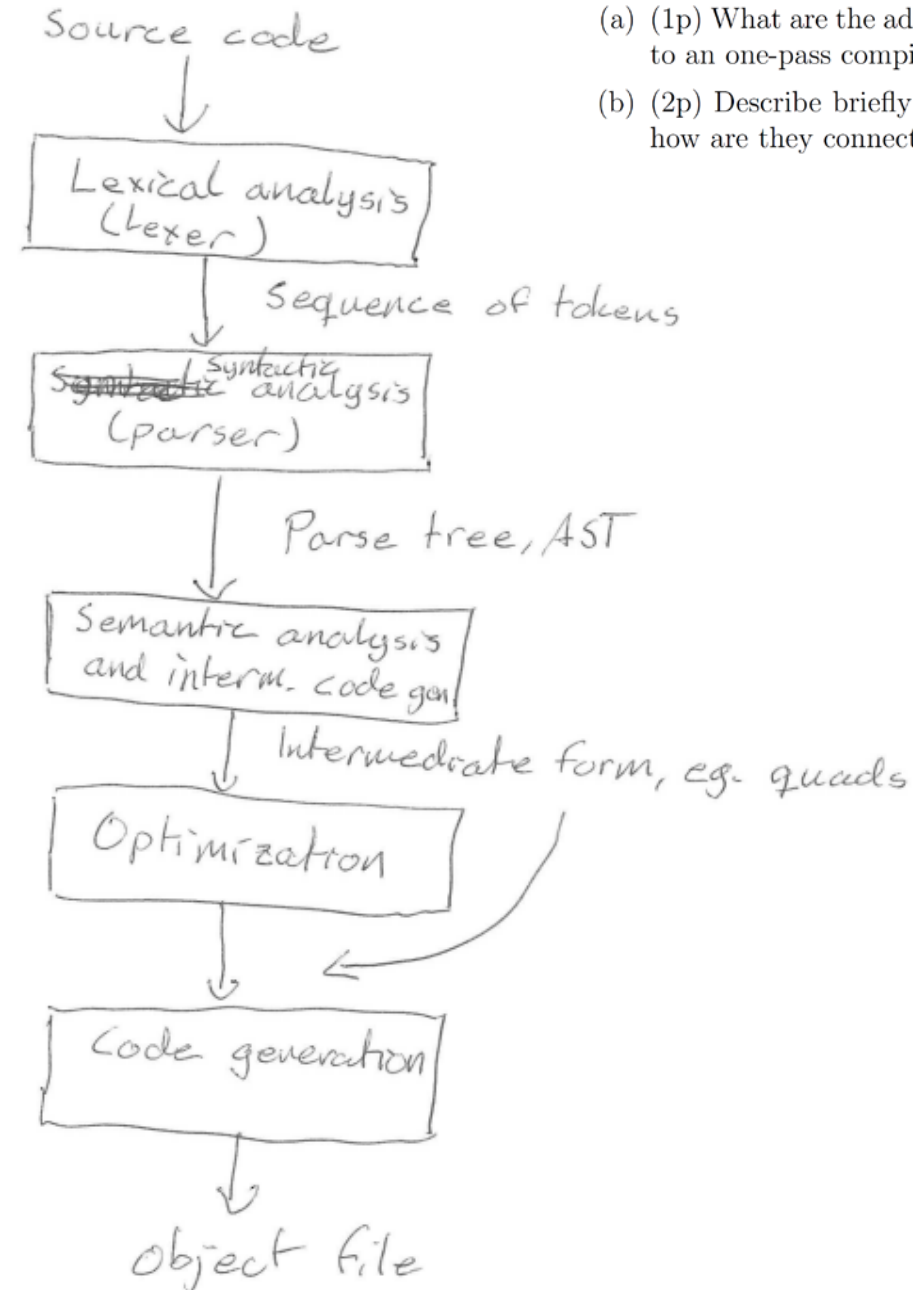 Source code
(a) (1p) What are the ad
to an one-pass compi
(b) (2p) Describe briefly
how are they connect
Lexical analysis
(Lexer)
Sequence of tokens
Syntactic
analysis
(parser)
Parse tree, AST
Semantic analysis
and interm. code gen.
Intermediate form, eg. quads
Optimization
Code generation
Object file